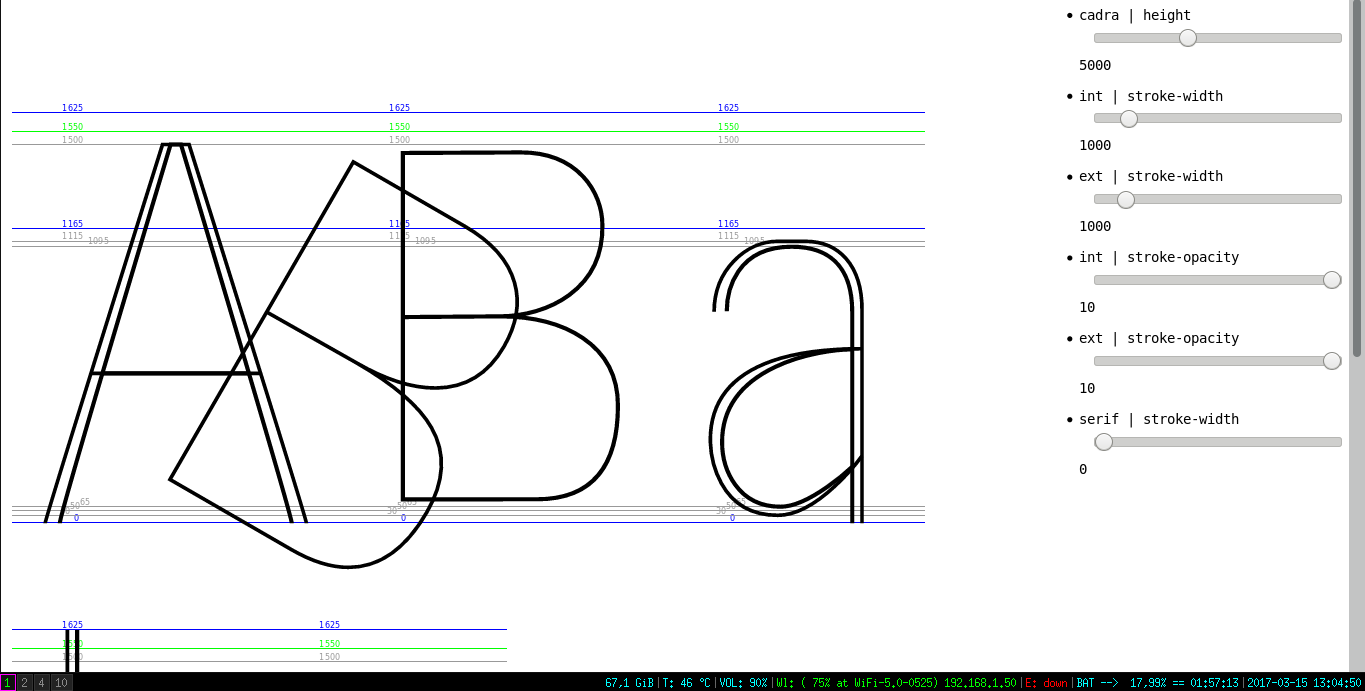 cadra | height
5000
int | stroke-width
1000
ext | stroke-width
1000
int | stroke-opacity
10
ext | stroke-opacity
10
serif | stroke-width
0
1625 1625 1625
1550 1550 1550
1500 1500 1500
1165 1165 1165
1115 1095 1115 1095 1115 1095
A B B a
65 65 65
50 50 50
30 30
0 0 0
1625 1625
1550 1550
1500 1500
1 2 4 10 67,1 GiB|T: 46 °C|VOL: 90%|W1: ( 75% at WiFi-5.0-0525) 192.168.1.50|E: down|BAT --> 17,99% == 01:57:13|2017-03-15 13:04:50